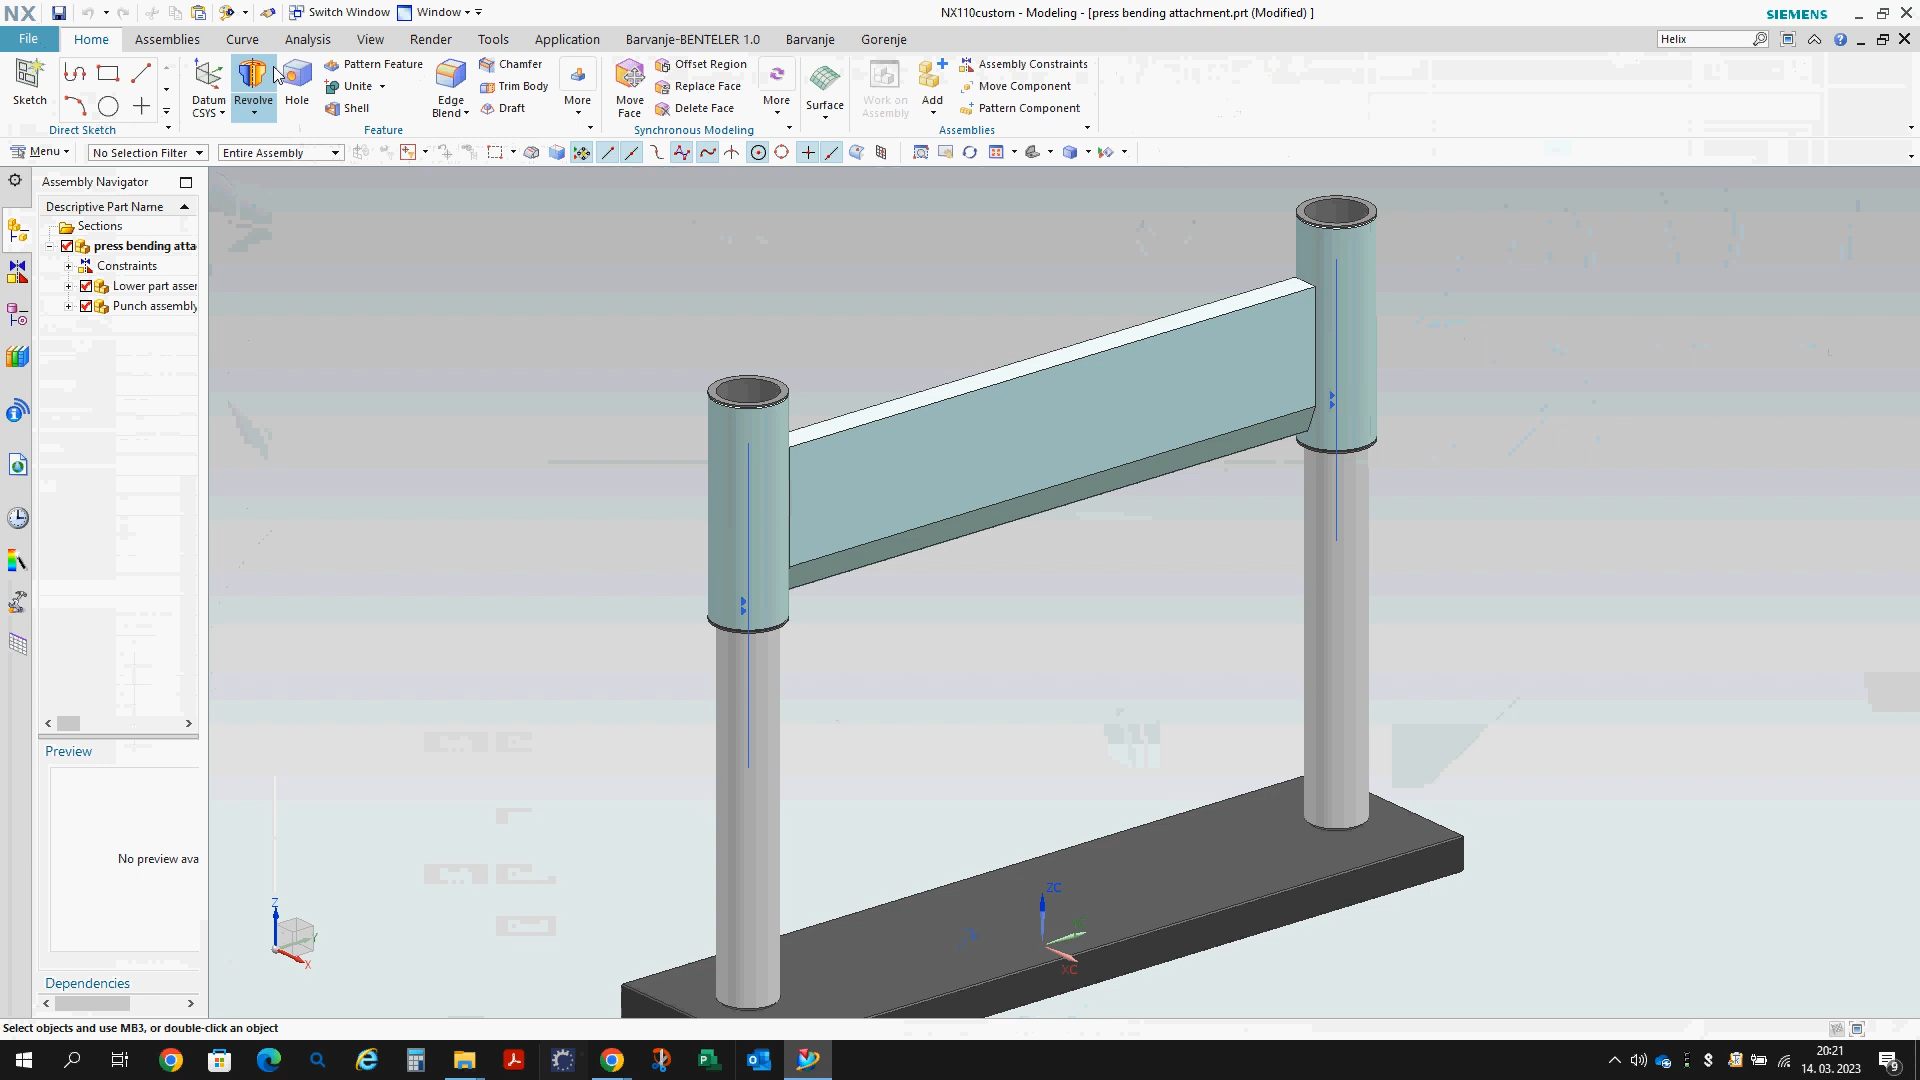 NX
Switch Window
Window
NX110custom - Modeling - [press bending attachment.prt (Modified) ]
SIEMENS
File
Home
Assemblies
Curve
Analysis
View
Render
Tools
Application
Barvanje-BENTELER 1.0
Barvanje
Gorenje
Helix
Sketch
Datum
CSYS
Revolve
Hole
Pattern Feature
Unite
Shell
Edge
Blend
Chamfer
Trim Body
Draft
More
Move
Face
Offset Region
Replace Face
Delete Face
More
Surface
Work on
Assembly
Add
Assembly Constraints
Move Component
Pattern Component
Direct Sketch
Feature
Synchronous Modeling
Assemblies
Menu
No Selection Filter
Entire Assembly
Assembly Navigator
Descriptive Part Name
Sections
press bending atta
Constraints
Lower part asser
Punch assembly
Preview
No preview ava
Dependencies
Z
Y
X
ZC
XC
Select objects and use MB3, or double-click an object
20:21
14. 03. 2023
9